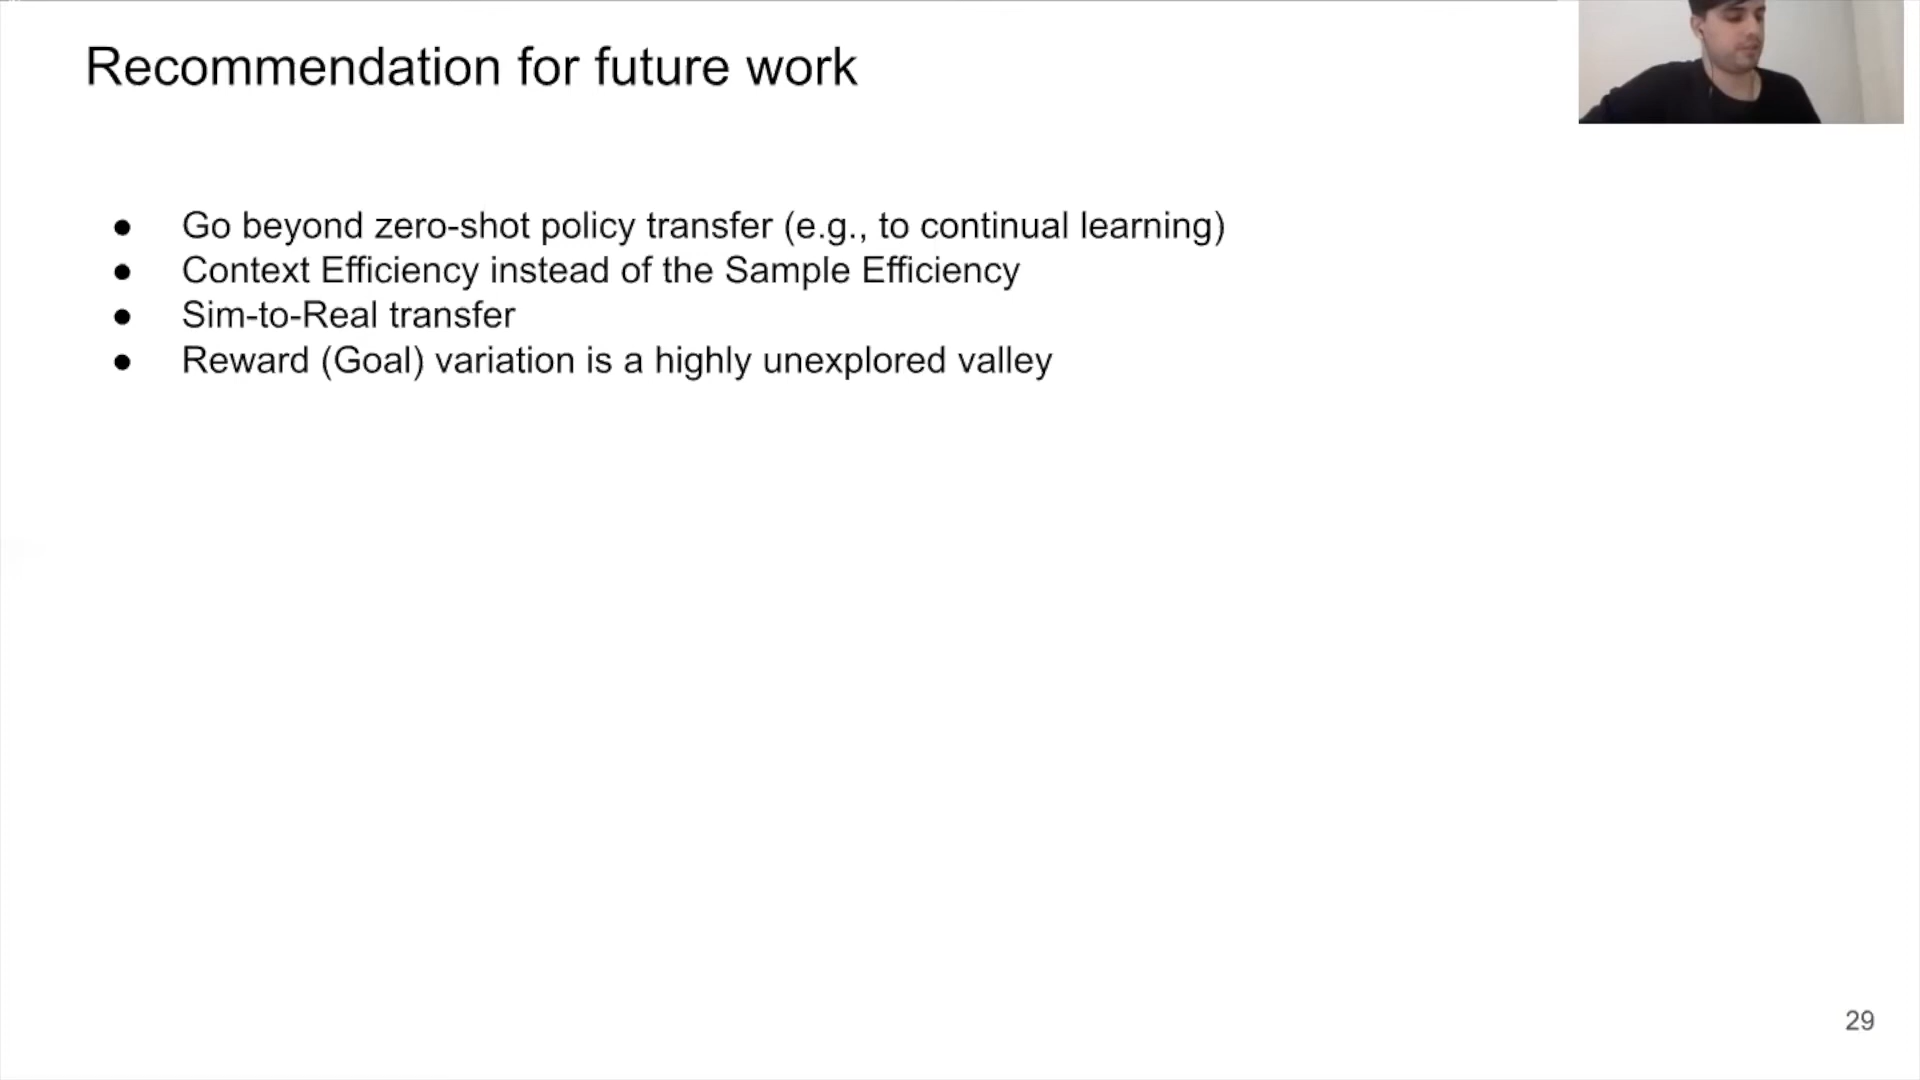 Recommendation for future work
● Go beyond zero-shot policy transfer (e.g., to continual learning)
● Context Efficiency instead of the Sample Efficiency
● Sim-to-Real transfer
● Reward (Goal) variation is a highly unexplored valley
29